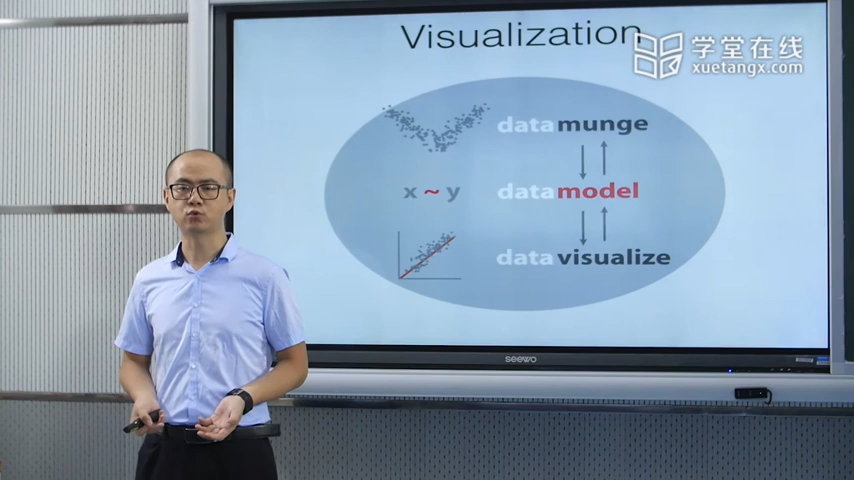 Visualization
学堂在线
xuetangx.com
data munge
x ~ y
data model
data visualize
seewo